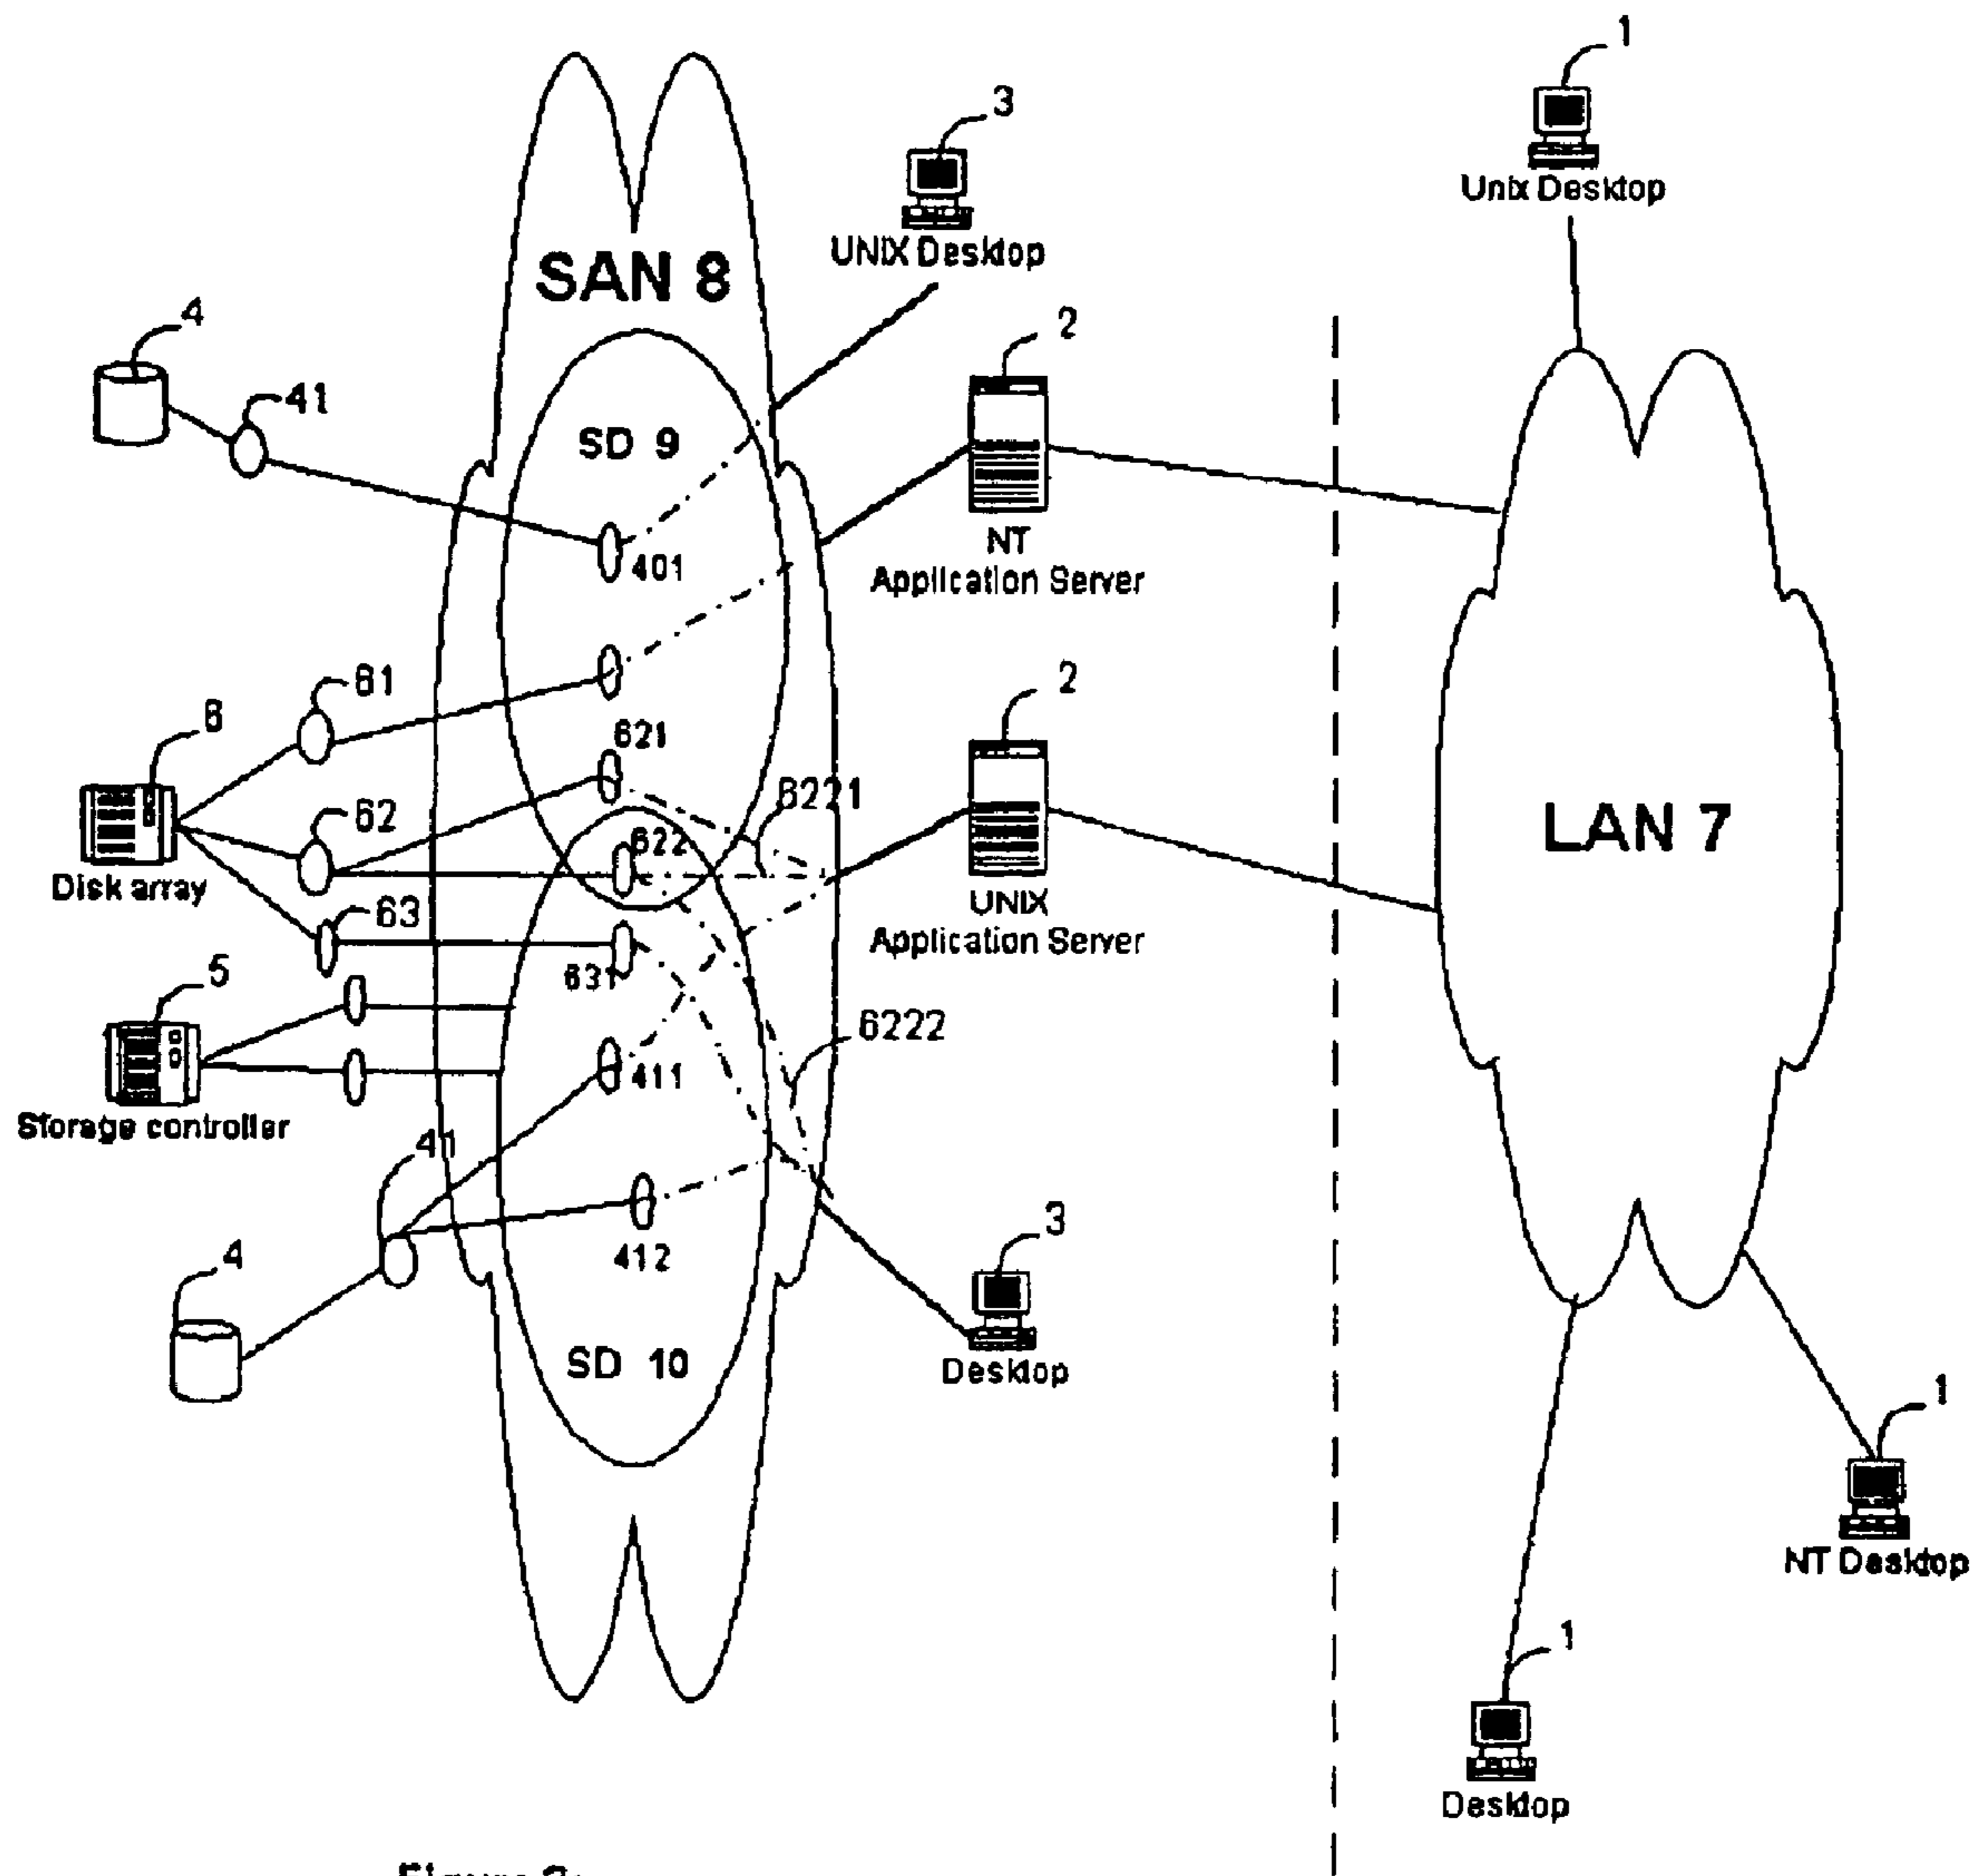 1
Unix Desktop
3
UNIX Desktop
SAN 8
4
41
2
SD 9
NT
Application Server
401
61
6
2
621
6221
62
622
Disk array
63
UNIX
Application Server
LAN 7
5
631
6222
411
Storage controller
41
412
3
4
SD 10
Desktop
1
NT Desktop
1
Desktop